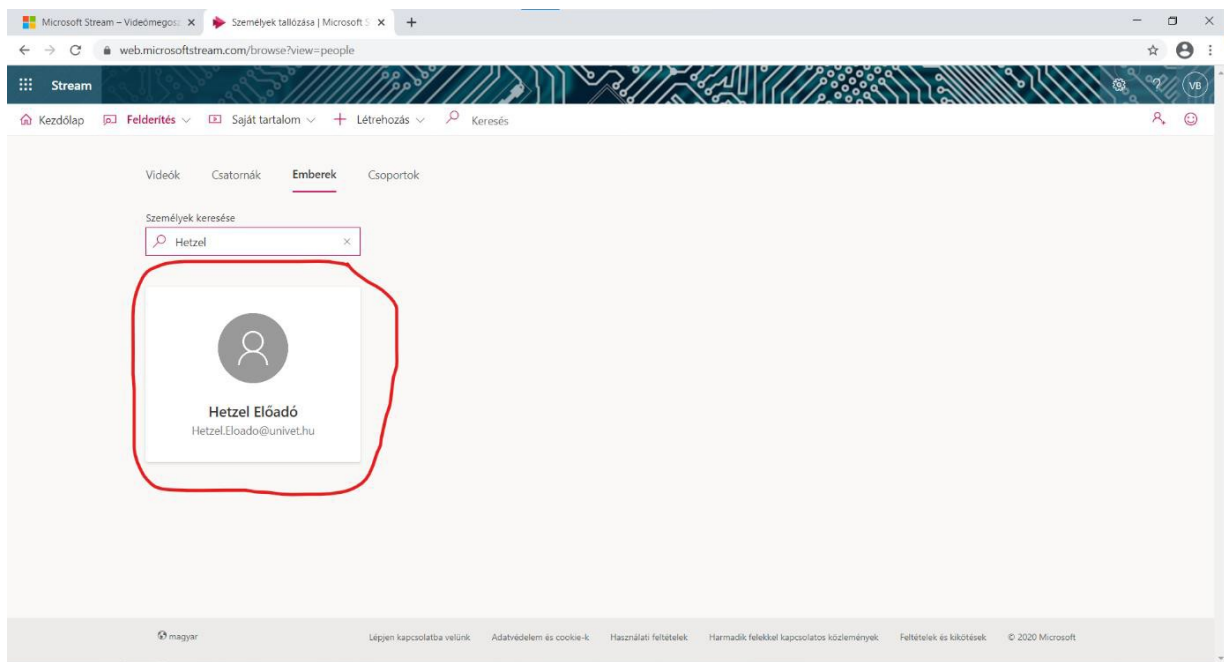 Microsoft Stream – Videómegosz
Személyek tallózása | Microsoft S
web.microsoftstream.com/browse?view=people
Stream
VB
Kezdőlap Felderítés Saját tartalom Létrehozás Keresés
Videók Csatornák Emberek Csoportok
Személyek keresése
Hetzel
Hetzel Előadó
Hetzel.Eloado@univet.hu
magyar Lépjen kapcsolatba velünk Adatvédelem és cookie-k Használati feltételek Harmadik felekkel kapcsolatos közlemények Feltételek és kikötések © 2020 Microsoft